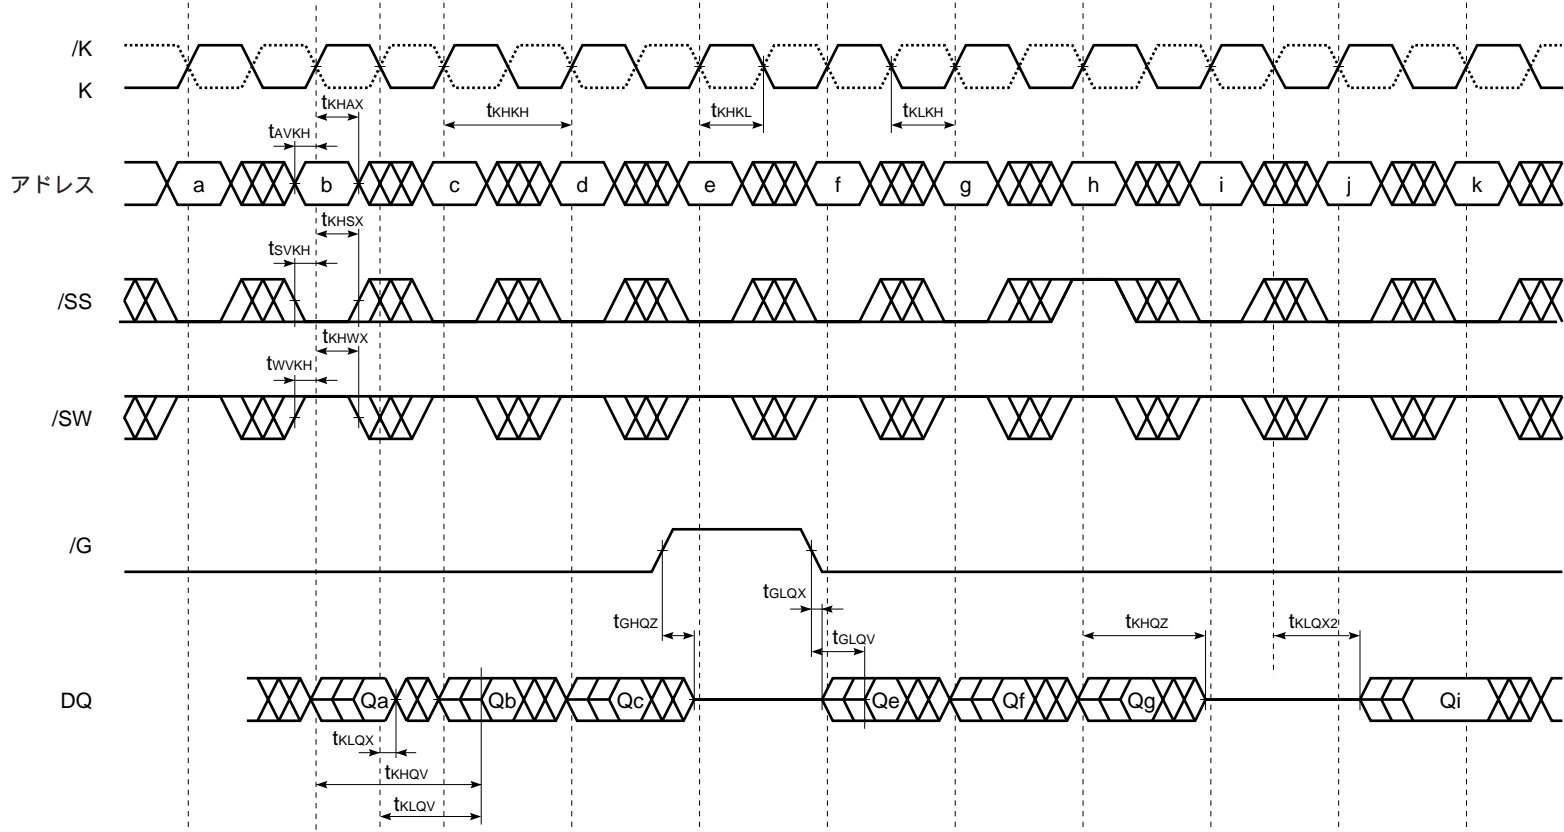 /K
K
tKHAX
tKHKH
tKHKL
tKLKH
tAVKH
アドレス
a
b
c
d
e
f
g
h
i
j
k
tKHSX
tSVKH
/SS
tKHWX
tWVKH
/SW
/G
tGLQX
tGHQZ
tGLQV
tKHQZ
tKLQX2
DQ
Qa
Qb
Qc
Qe
Qf
Qg
Qi
tKLQX
tKHQV
tKLQV